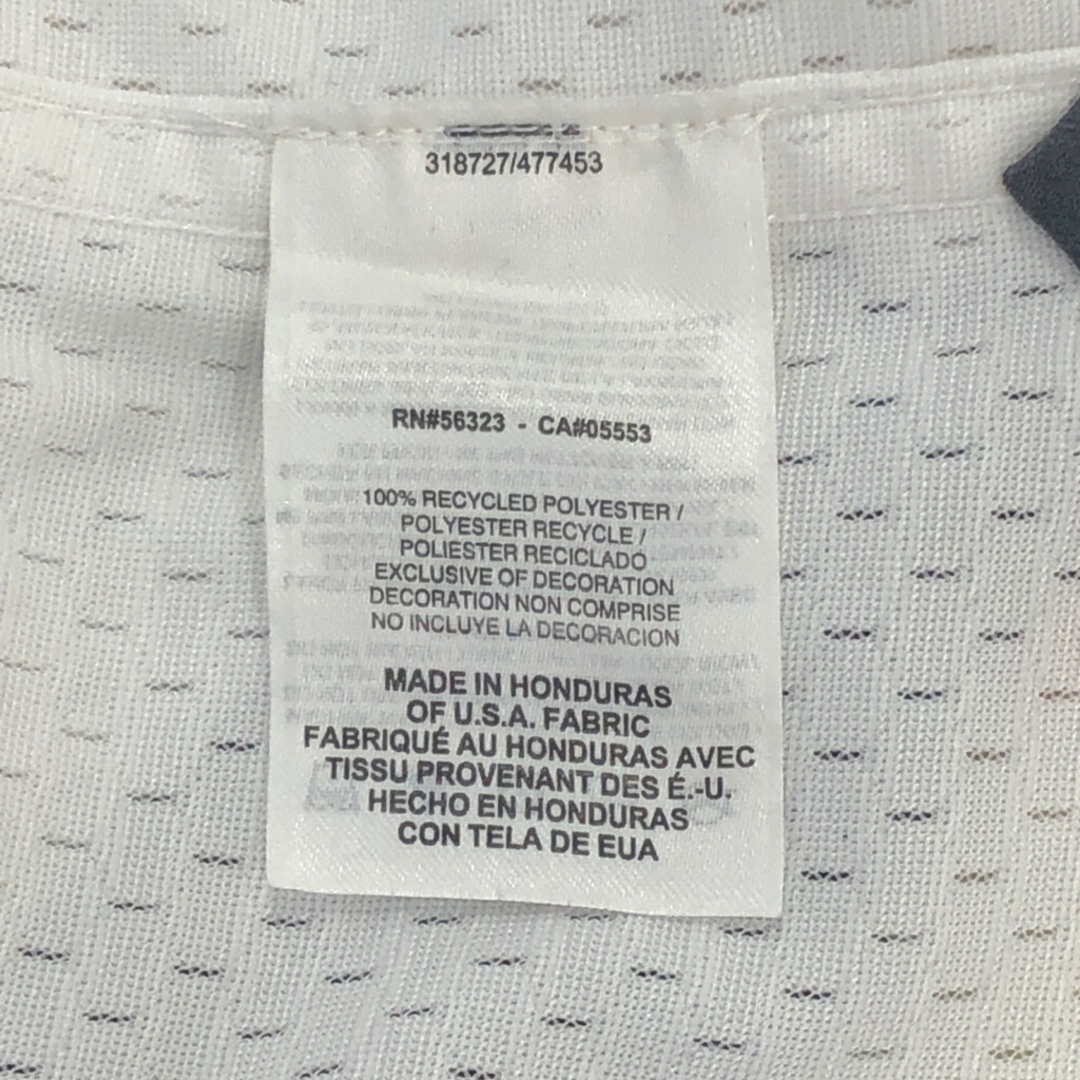 318727/477453
RN#56323 - CA#05553
100% RECYCLED POLYESTER /
POLYESTER RECYCLE /
POLIESTER RECICLADO
EXCLUSIVE OF DECORATION
DECORATION NON COMPRISE
NO INCLUYE LA DECORACION
MADE IN HONDURAS
OF U.S.A. FABRIC
FABRIQUÉ AU HONDURAS AVEC
TISSU PROVENANT DES É.-U.
HECHO EN HONDURAS
CON TELA DE EUA